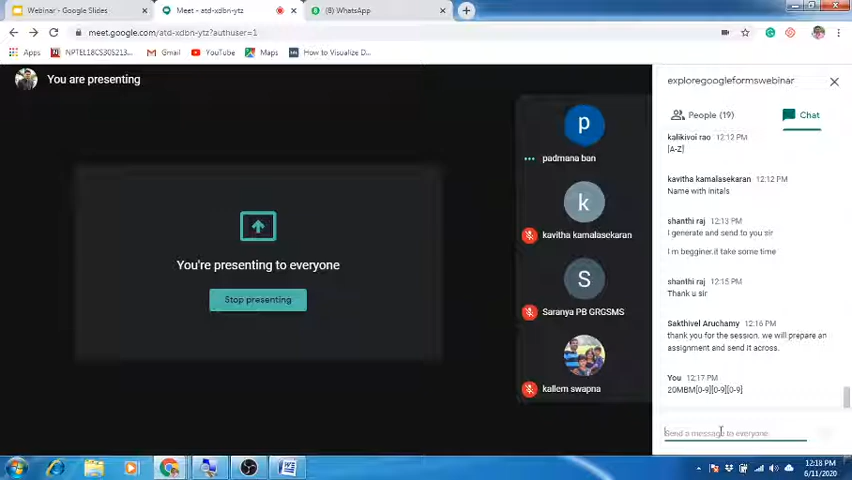 Webinar - Google Slides
Meet - atd-xdbn-ytz
(8) WhatsApp
meet.google.com/atd-xdbn-ytz?authuser=1
Apps
NPTEL18CS30S213...
Gmail
YouTube
Maps
How to Visualize D...
You are presenting
exploregoogleformswebinar
People (19)
Chat
kalikivoi rao 12:12 PM
[A-Z]
kavitha kamalasekaran 12:12 PM
Name with initals
shanthi raj 12:13 PM
I generate and send to you sir
I m begginer.it take some time
shanthi raj 12:15 PM
Thank u sir
Sakthivel Aruchamy 12:16 PM
thank you for the session. we will prepare an
assignment and send it across.
You 12:17 PM
20MBM[0-9][0-9][0-9]
Send a message to everyone
p
padmana ban
k
kavitha kamalasekaran
S
Saranya PB GRGSMS
kallem swapna
You're presenting to everyone
Stop presenting
12:18 PM
6/11/2020